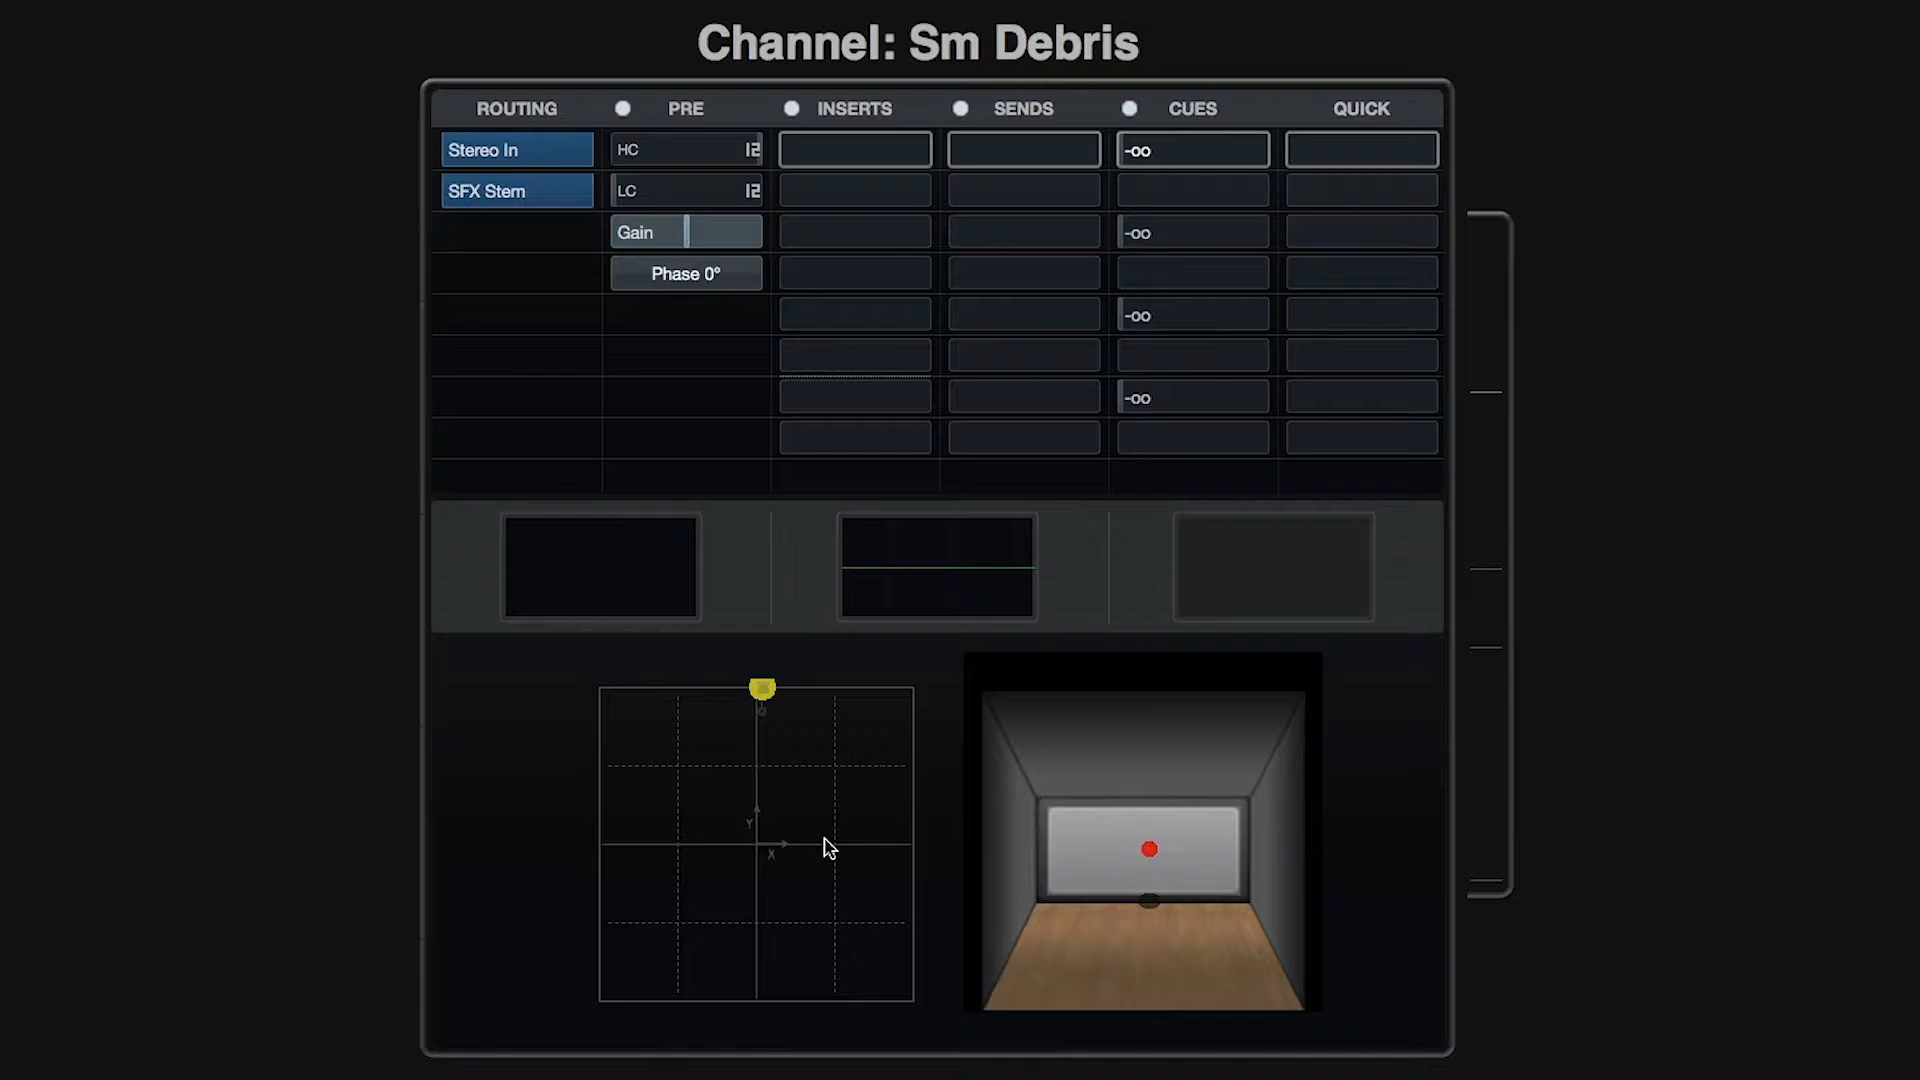 Channel: Sm Debris
ROUTING PRE INSERTS SENDS CUES QUICK
Stereo In HC 12 -oo
SFX Stem LC 12
Gain -oo
Phase 0°
-oo
-oo
Y
X